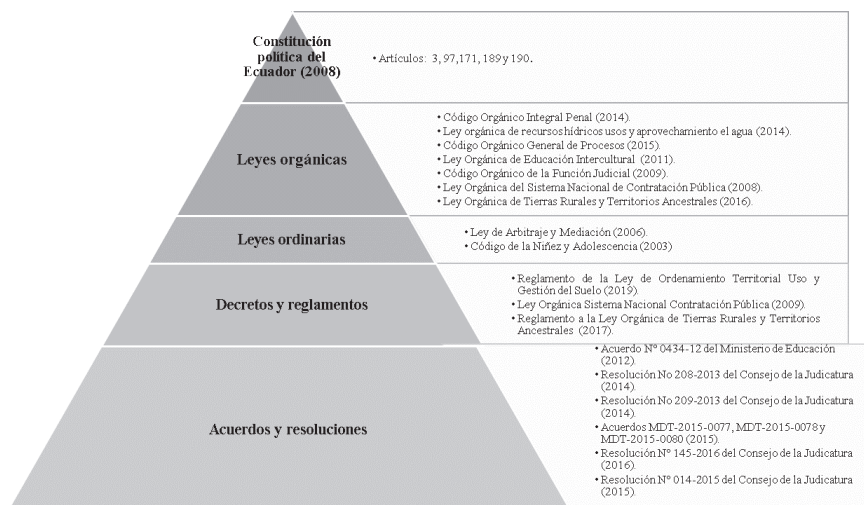 Constitución
política del
Ecuador (2008)
• Artículos: 3, 97,171, 189 y 190.
Leyes orgánicas
• Código Orgánico Integral Penal (2014).
• Ley orgánica de recursos hídricos usos y aprovechamiento el agua (2014).
• Código Orgánico General de Procesos (2015).
• Ley Orgánica de Educación Intercultural (2011).
• Código Orgánico de la Función Judicial (2009).
• Ley Orgánica del Sistema Nacional de Contratación Pública (2008).
• Ley Orgánica de Tierras Rurales y Territorios Ancestrales (2016).
Leyes ordinarias
• Ley de Arbitraje y Mediación (2006).
• Código de la Niñez y Adolescencia (2003)
Decretos y reglamentos
• Reglamento de la Ley de Ordenamiento Territorial Uso y
Gestión del Suelo (2019).
• Ley Orgánica Sistema Nacional Contratación Pública (2009).
• Reglamento a la Ley Orgánica de Tierras Rurales y Territorios
Ancestrales (2017).
Acuerdos y resoluciones
• Acuerdo N° 0434-12 del Ministerio de Educación
(2012).
• Resolución No 208-2013 del Consejo de la Judicatura
(2014).
• Resolución No 209-2013 del Consejo de la Judicatura
(2014).
• Acuerdos MDT-2015-0077, MDT-2015-0078 y
MDT-2015-0080 (2015).
• Resolución N° 145-2016 del Consejo de la Judicatura
(2016).
• Resolución N° 014-2015 del Consejo de la Judicatura
(2015).